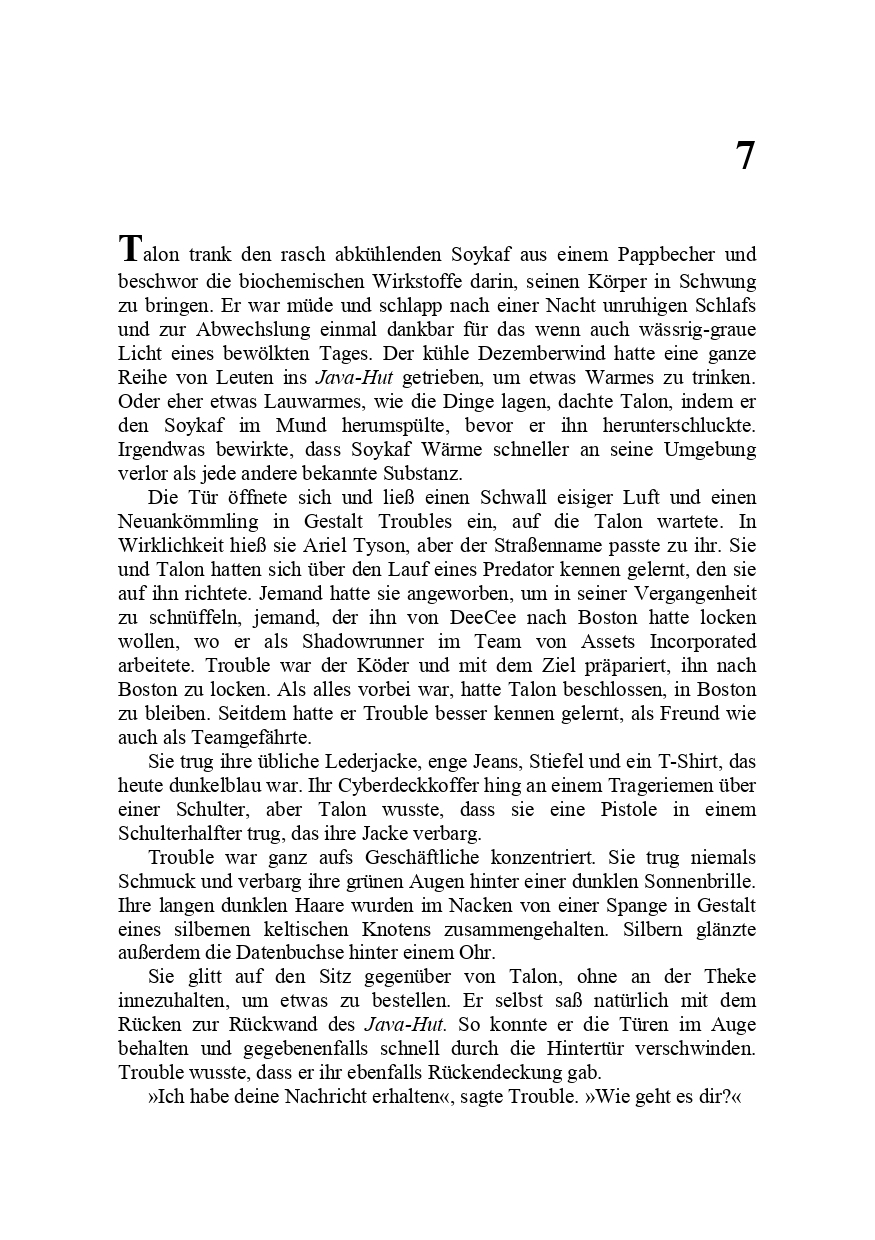 7
Talon trank den rasch abkühlenden Soykaf aus einem Pappbecher und
beschwor die biochemischen Wirkstoffe darin, seinen Körper in Schwung
zu bringen. Er war müde und schlapp nach einer Nacht unruhigen Schlafs
und zur Abwechslung einmal dankbar für das wenn auch wässrig-graue
Licht eines bewölkten Tages. Der kühle Dezemberwind hatte eine ganze
Reihe von Leuten ins Java-Hut getrieben, um etwas Warmes zu trinken.
Oder eher etwas Lauwarmes, wie die Dinge lagen, dachte Talon, indem er
den Soykaf im Mund herumspülte, bevor er ihn herunterschluckte.
Irgendwas bewirkte, dass Soykaf Wärme schneller an seine Umgebung
verlor als jede andere bekannte Substanz.
Die Tür öffnete sich und ließ einen Schwall eisiger Luft und einen
Neuankömmling in Gestalt Troubles ein, auf die Talon wartete. In
Wirklichkeit hieß sie Ariel Tyson, aber der Straßenname passte zu ihr. Sie
und Talon hatten sich über den Lauf eines Predator kennen gelernt, den sie
auf ihn richtete. Jemand hatte sie angeworben, um in seiner Vergangenheit
zu schnüffeln, jemand, der ihn von DeeCee nach Boston hatte locken
wollen, wo er als Shadowrunner im Team von Assets Incorporated
arbeitete. Trouble war der Köder und mit dem Ziel präpariert, ihn nach
Boston zu locken. Als alles vorbei war, hatte Talon beschlossen, in Boston
zu bleiben. Seitdem hatte er Trouble besser kennen gelernt, als Freund wie
auch als Teamgefährte.
Sie trug ihre übliche Lederjacke, enge Jeans, Stiefel und ein T-Shirt, das
heute dunkelblau war. Ihr Cyberdeckkoffer hing an einem Trageriemen über
einer Schulter, aber Talon wusste, dass sie eine Pistole in einem
Schulterhalfter trug, das ihre Jacke verbarg.
Trouble war ganz aufs Geschäftliche konzentriert. Sie trug niemals
Schmuck und verbarg ihre grünen Augen hinter einer dunklen Sonnenbrille.
Ihre langen dunklen Haare wurden im Nacken von einer Spange in Gestalt
eines silbernen keltischen Knotens zusammengehalten. Silbern glänzte
außerdem die Datenbuchse hinter einem Ohr.
Sie glitt auf den Sitz gegenüber von Talon, ohne an der Theke
innezuhalten, um etwas zu bestellen. Er selbst saß natürlich mit dem
Rücken zur Rückwand des Java-Hut. So konnte er die Türen im Auge
behalten und gegebenenfalls schnell durch die Hintertür verschwinden.
Trouble wusste, dass er ihr ebenfalls Rückendeckung gab.
»Ich habe deine Nachricht erhalten«, sagte Trouble. »Wie geht es dir?«